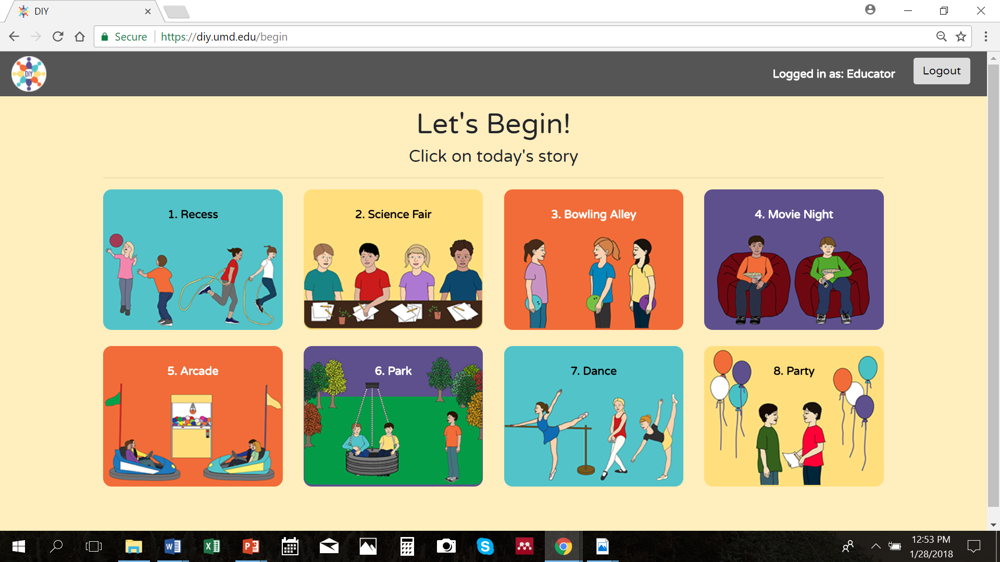 DIY
Secure
https://diy.umd.edu/begin
DIY
Logged in as: Educator
Logout
Let's Begin!
Click on today's story
1. Recess
2. Science Fair
3. Bowling Alley
4. Movie Night
5. Arcade
6. Park
7. Dance
8. Party
12:53 PM
1/28/2018